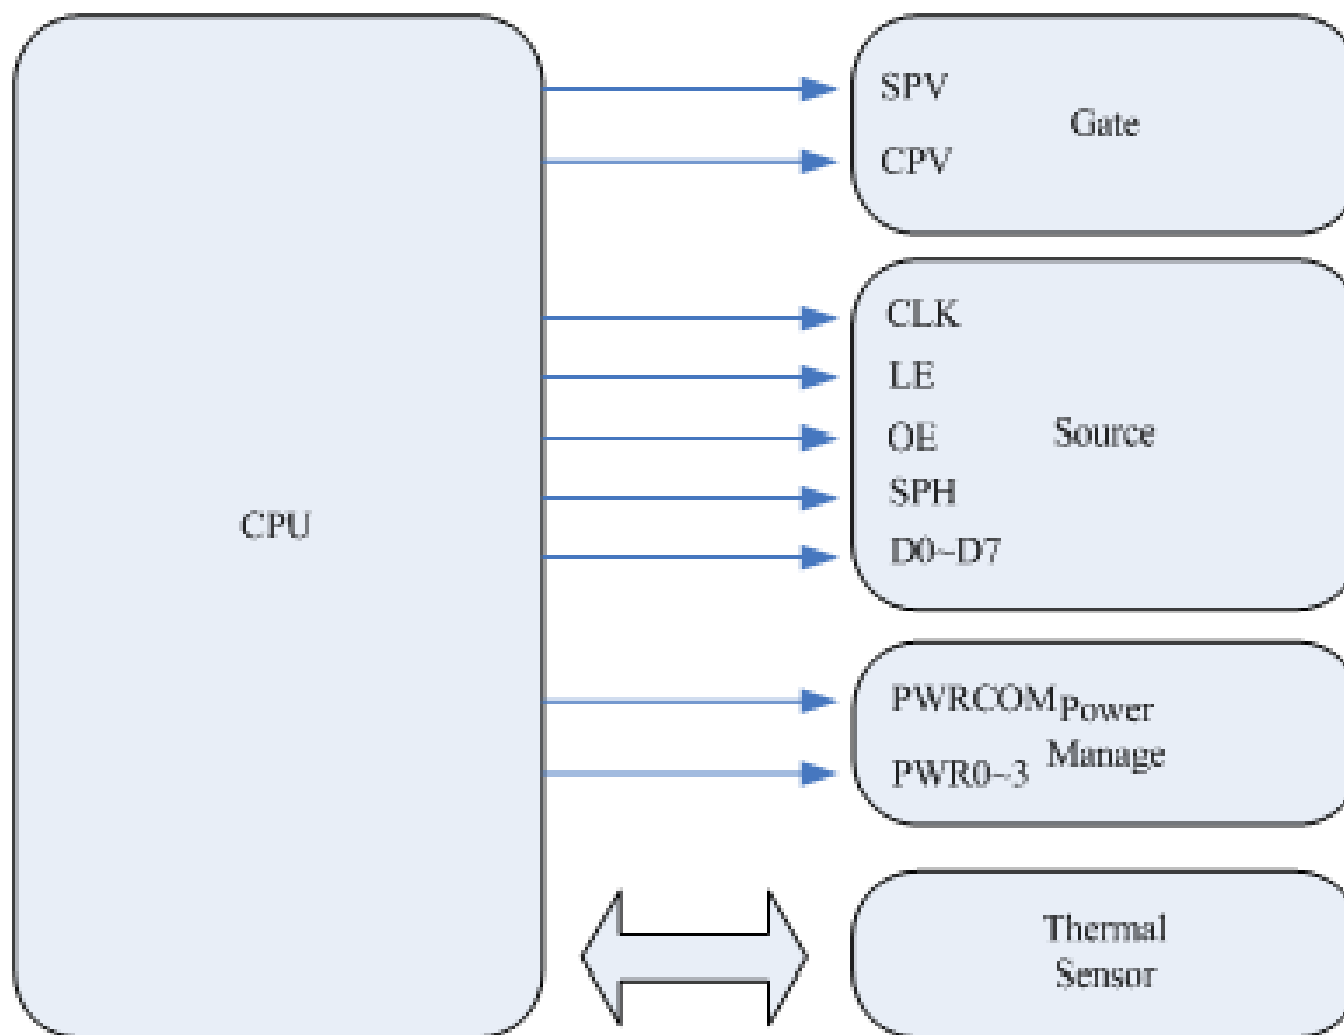 CPU
SPV
CPV
Gate
CLK
LE
OE
SPH
D0~D7
Source
PWRCOM
PWR0~3
Power
Manage
Thermal
Sensor